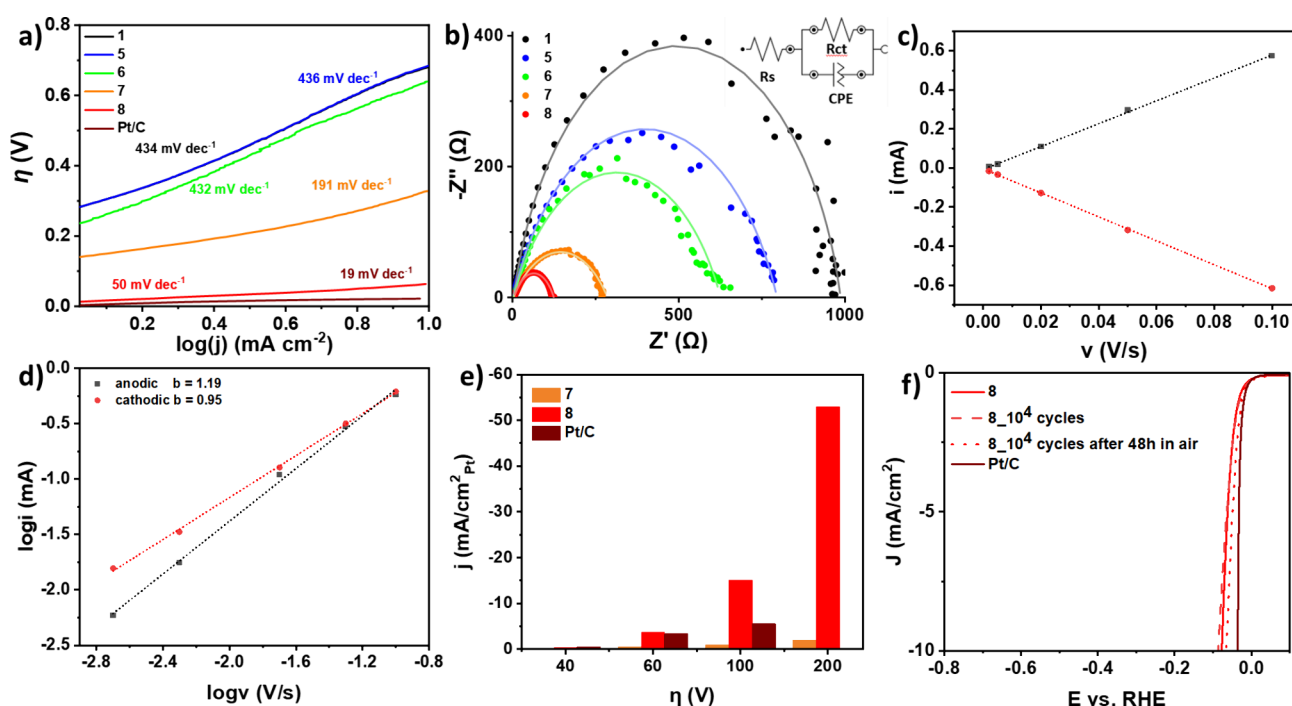 a)
1
5
6
7
8
Pt/C
436 mV dec⁻¹
434 mV dec⁻¹
432 mV dec⁻¹
191 mV dec⁻¹
50 mV dec⁻¹
19 mV dec⁻¹
η (V)
0.8
0.6
0.4
0.2
0.0
0.2 0.4 0.6 0.8 1.0
log(j) (mA cm⁻²)
b)
1
5
6
7
8
Rs
Rct
CPE
-Z'' (Ω)
-400
-200
0
0 500 1000
Z' (Ω)
c)
i (mA)
0.6
0.4
0.2
0.0
-0.2
-0.4
-0.6
0.00 0.02 0.04 0.06 0.08 0.10
v (V/s)
d)
anodic b = 1.19
cathodic b = 0.95
logi (mA)
0.0
-0.5
-1.0
-1.5
-2.0
-2.5
-2.8 -2.4 -2.0 -1.6 -1.2 -0.8
logv (V/s)
e)
7
8
Pt/C
j (mA/cm²Pt)
-60
-50
-40
-30
-20
-10
0
40 60 100 200
η (V)
f)
8
8_10⁴ cycles
8_10⁴ cycles after 48h in air
Pt/C
J (mA/cm²)
0
-5
-10
-0.8 -0.6 -0.4 -0.2 0.0
E vs. RHE